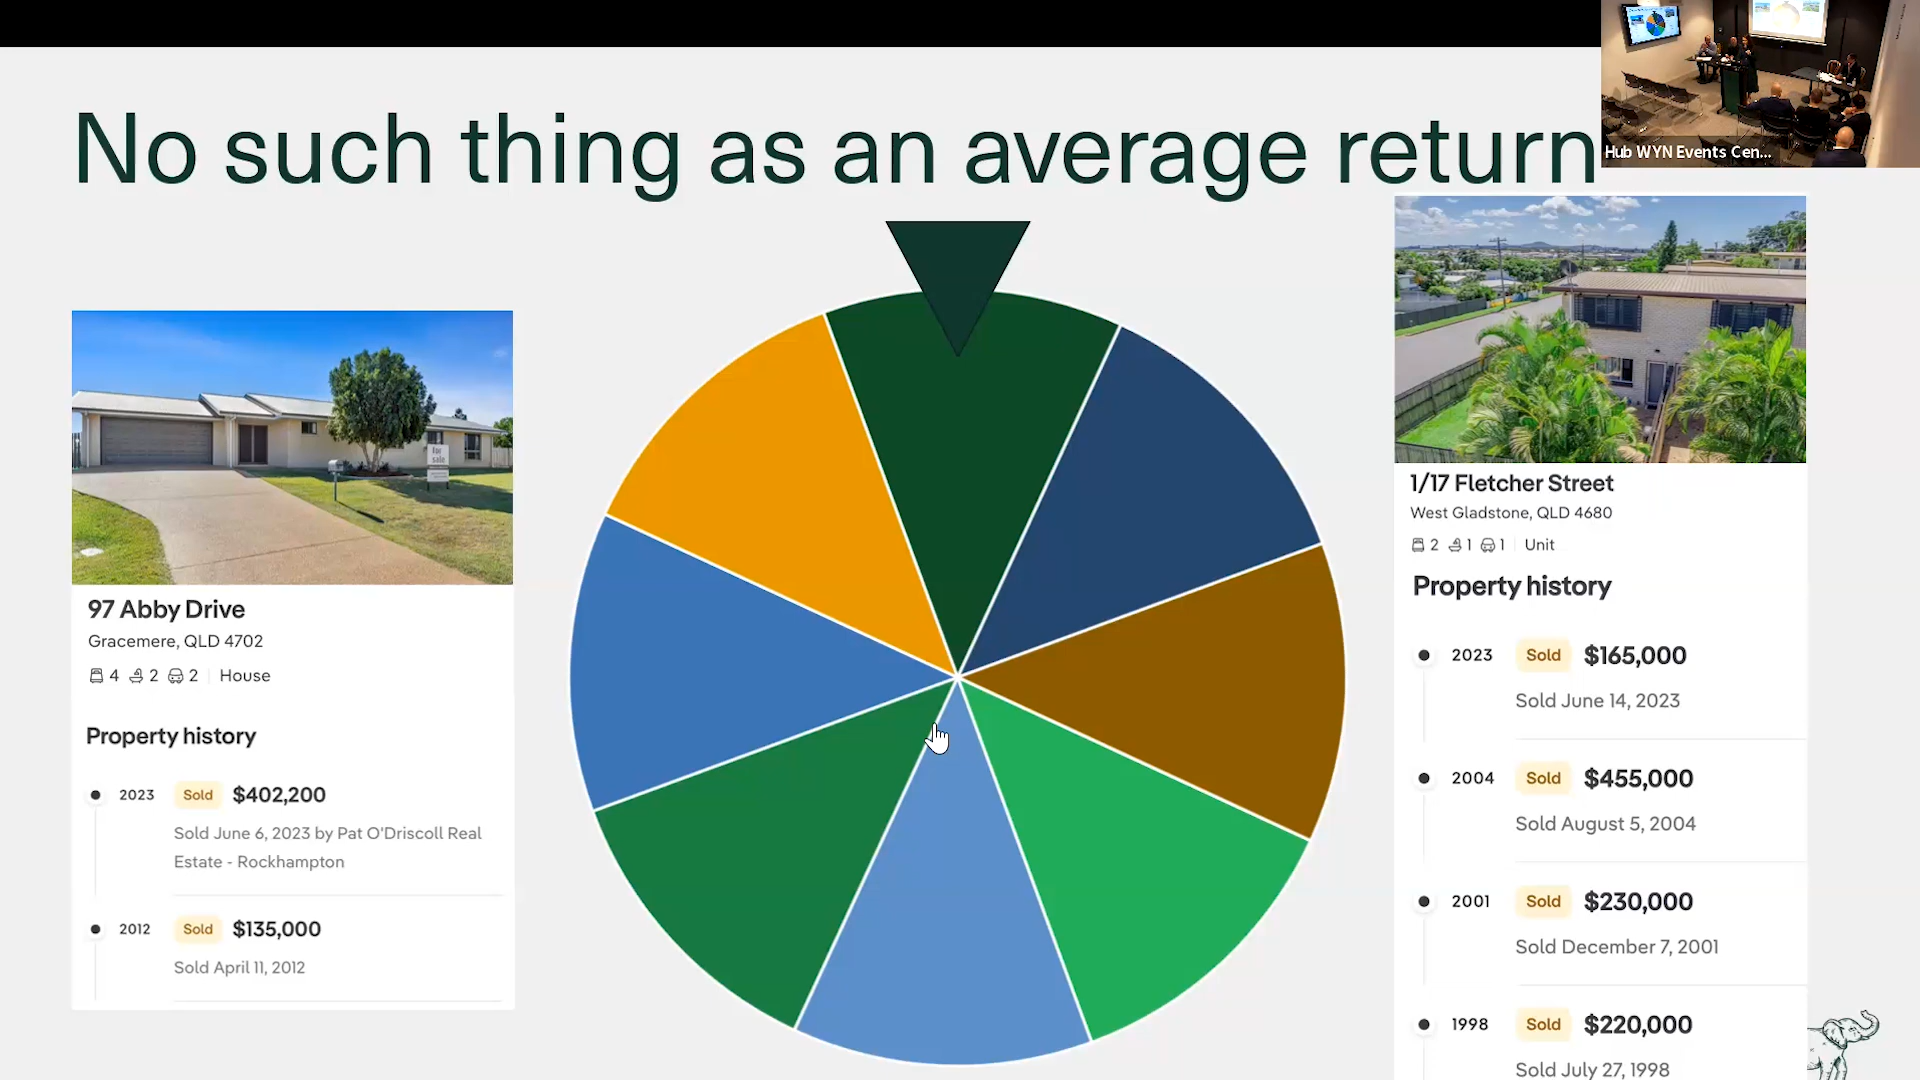 No such thing as an average return
Hub WYN Events Cen...
for
sale
97 Abby Drive
Gracemere, QLD 4702
4 2 2 House
Property history
2023 Sold $402,200
Sold June 6, 2023 by Pat O'Driscoll Real
Estate - Rockhampton
2012 Sold $135,000
Sold April 11, 2012
1/17 Fletcher Street
West Gladstone, QLD 4680
2 1 1 Unit
Property history
2023 Sold $165,000
Sold June 14, 2023
2004 Sold $455,000
Sold August 5, 2004
2001 Sold $230,000
Sold December 7, 2001
1998 Sold $220,000
Sold July 27, 1998